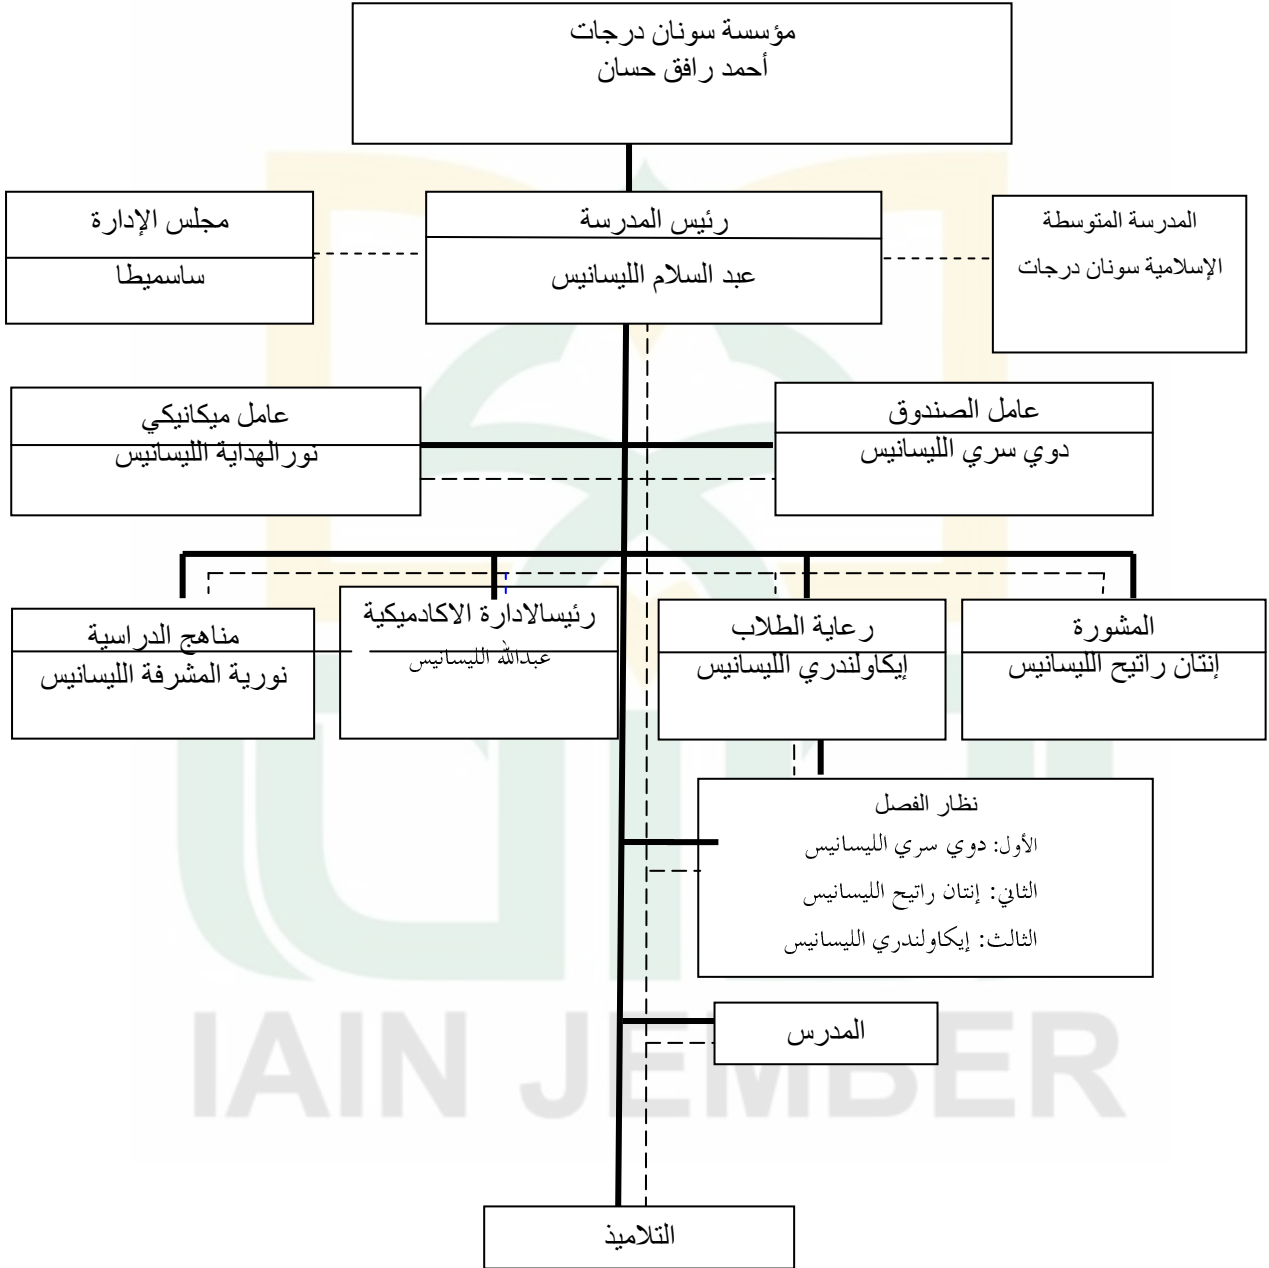 مؤسسة سونان درجات
أحمد رافق حسان
رئيس المدرسة
عبد السلام الليسانيس
المدرسة المتوسطة
الإسلامية سونان درجات
مجلس الإدارة
ساسميطا
عامل الصندوق
دوي سري الليسانيس
عامل ميكانيكي
نورالهداية الليسانيس
المشورة
إنتان راتيح الليسانيس
رعاية الطلاب
إيكاولندري الليسانيس
رئيسالادارة الاكادميكية
عبدالله الليسانيس
مناهج الدراسية
نورية المشرفة الليسانيس
نظار الفصل
الأول: دوي سري الليسانيس
الثاني: إنتان راتيح الليسانيس
الثالث: إيكاولندري الليسانيس
المدرس
التلاميذ
IAIN JEMBER